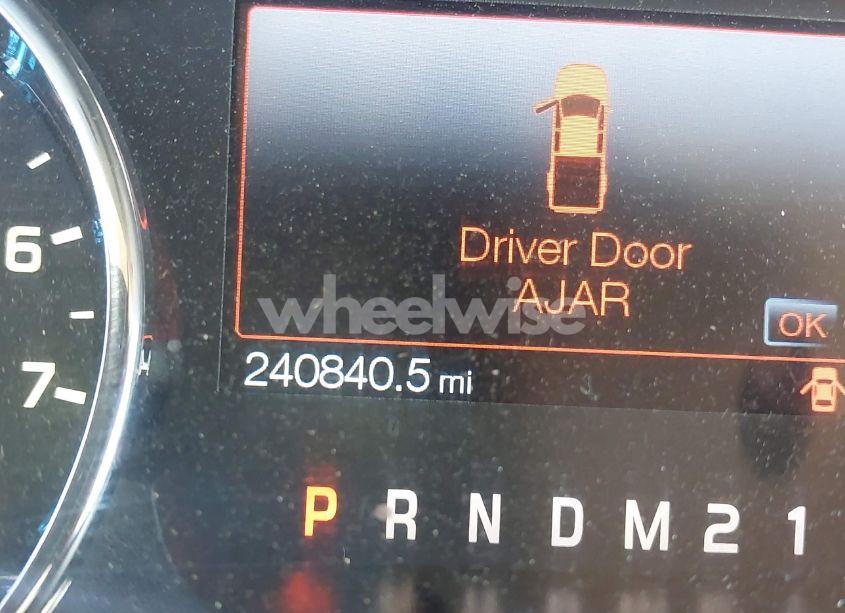 6
7
Driver Door
AJAR
OK
wheelwise
240840.5 mi
P R N D M 2 1